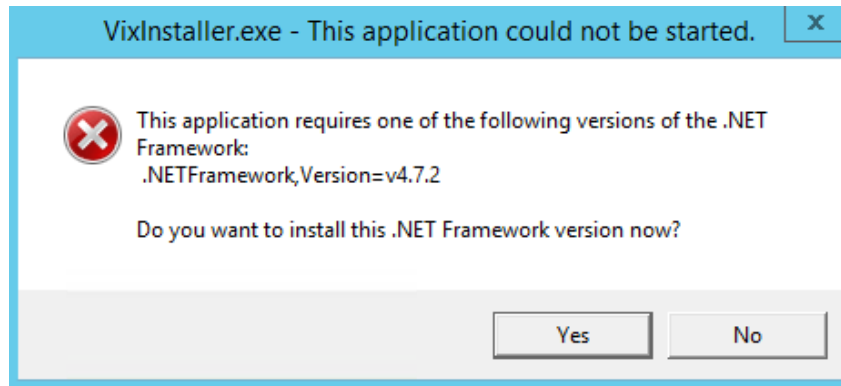 VixInstaller.exe - This application could not be started.
x
This application requires one of the following versions of the .NET
Framework:
.NETFramework,Version=v4.7.2
Do you want to install this .NET Framework version now?
Yes
No